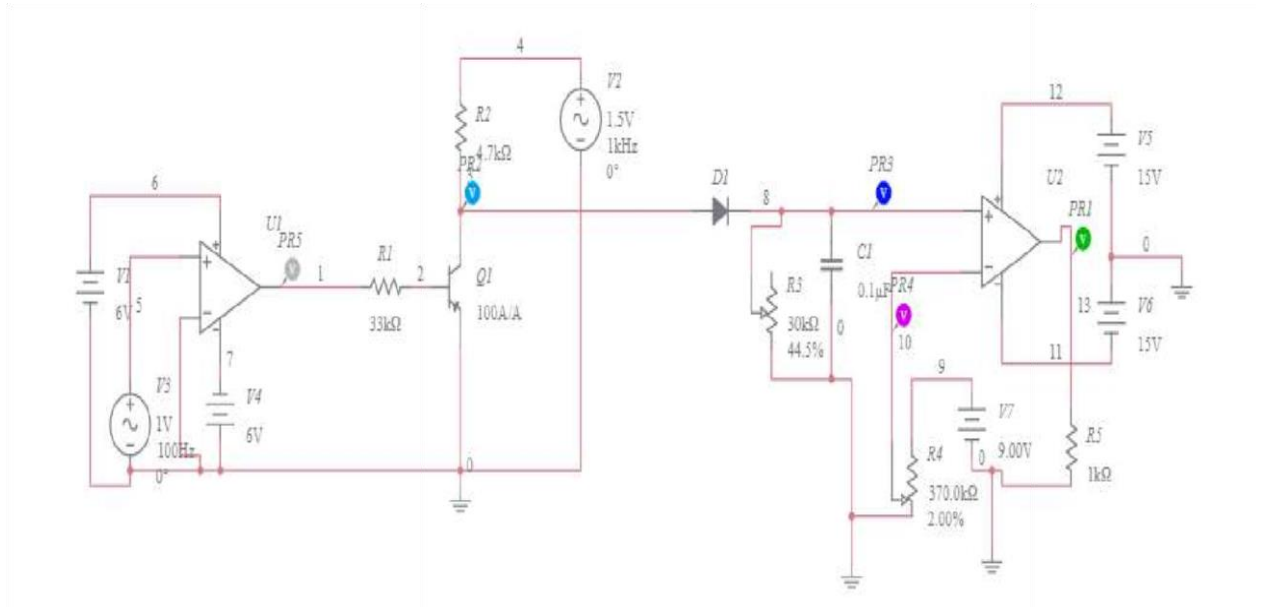 4
V2
R2
1.5V
1kHz
0°
4.7kΩ
PR2
12
V5
15V
D1
8
PR3
U2
PR1
6
U1
PR5
R1
1
2
33kΩ
Q1
100A/A
0
C1
0.1μF
PR4
R3
30kΩ
44.5%
0
10
13
V6
15V
11
V1
6V
5
7
V3
1V
100Hz
0°
V4
6V
0
9
V7
9.00V
0
R4
370.0kΩ
2.00%
R5
1kΩ
V
V
V
V
V